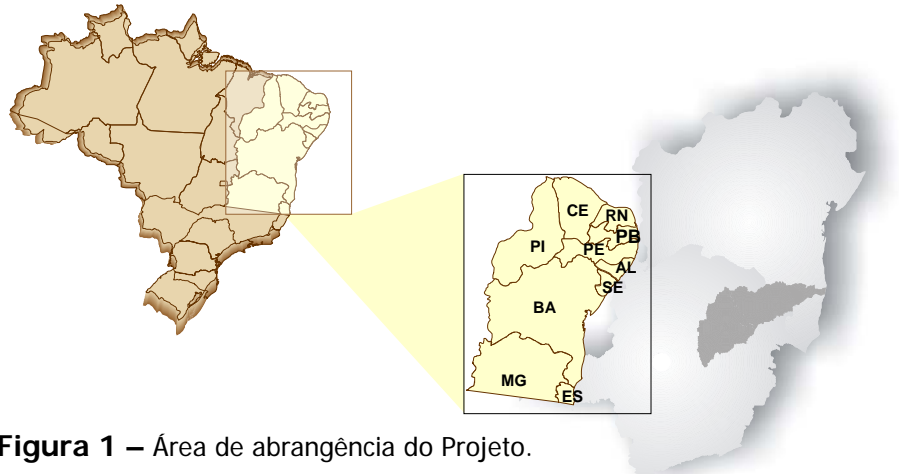 CE
RN
PI
PE
PB
AL
SE
BA
MG
ES
Figura 1 – Área de abrangência do Projeto.